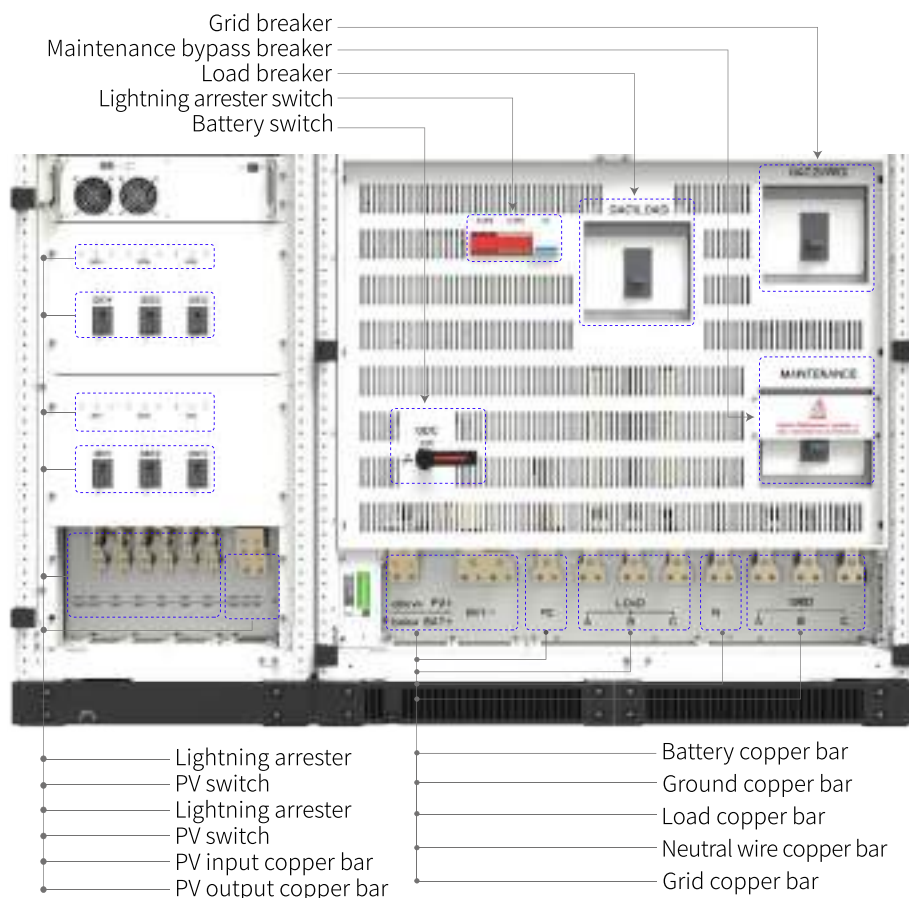 Grid breaker
Maintenance bypass breaker
Load breaker
Lightning arrester switch
Battery switch
MAINTENANCE
LOAD
GRID
A
B
C
N
A
B
C
Lightning arrester
PV switch
Lightning arrester
PV switch
PV input copper bar
PV output copper bar
Battery copper bar
Ground copper bar
Load copper bar
Neutral wire copper bar
Grid copper bar